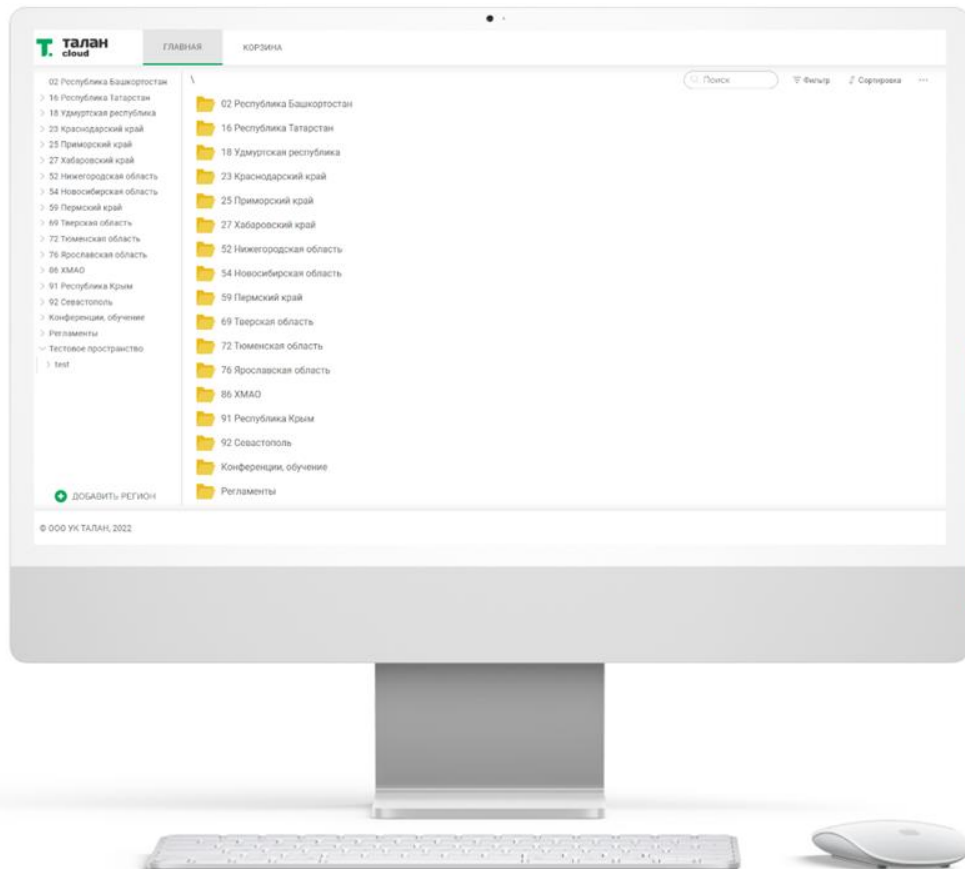 Т. талан
cloud
ГЛАВНАЯ
КОРЗИНА
02 Республика Башкортостан
16 Республика Татарстан
18 Удмуртская республика
23 Краснодарский край
25 Приморский край
27 Хабаровский край
52 Нижегородская область
54 Новосибирская область
59 Пермский край
69 Тверская область
72 Тюменская область
76 Ярославская область
86 ХМАО
91 Республика Крым
92 Севастополь
Конференции, обучение
Регламенты
Тестовое пространство
test
ДОБАВИТЬ РЕГИОН
\
Поиск
Фильтр
Сортировка
02 Республика Башкортостан
16 Республика Татарстан
18 Удмуртская республика
23 Краснодарский край
25 Приморский край
27 Хабаровский край
52 Нижегородская область
54 Новосибирская область
59 Пермский край
69 Тверская область
72 Тюменская область
76 Ярославская область
86 ХМАО
91 Республика Крым
92 Севастополь
Конференции, обучение
Регламенты
© ООО УК ТАЛАН, 2022